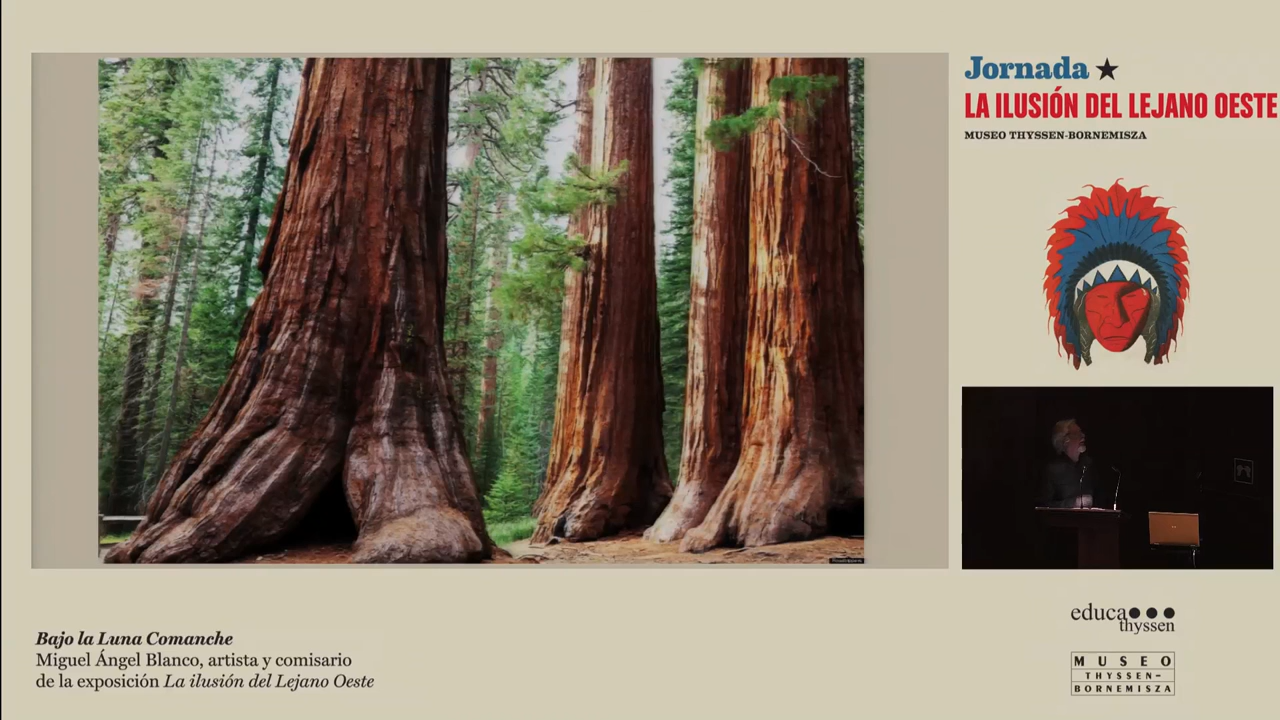 Jornada ★
LA ILUSIÓN DEL LEJANO OESTE
MUSEO THYSSEN-BORNEMISZA
Bajo la Luna Comanche
Miguel Ángel Blanco, artista y comisario
de la exposición La ilusión del Lejano Oeste
educa
thyssen
MUSEO
THYSSEN-
BORNEMISZA